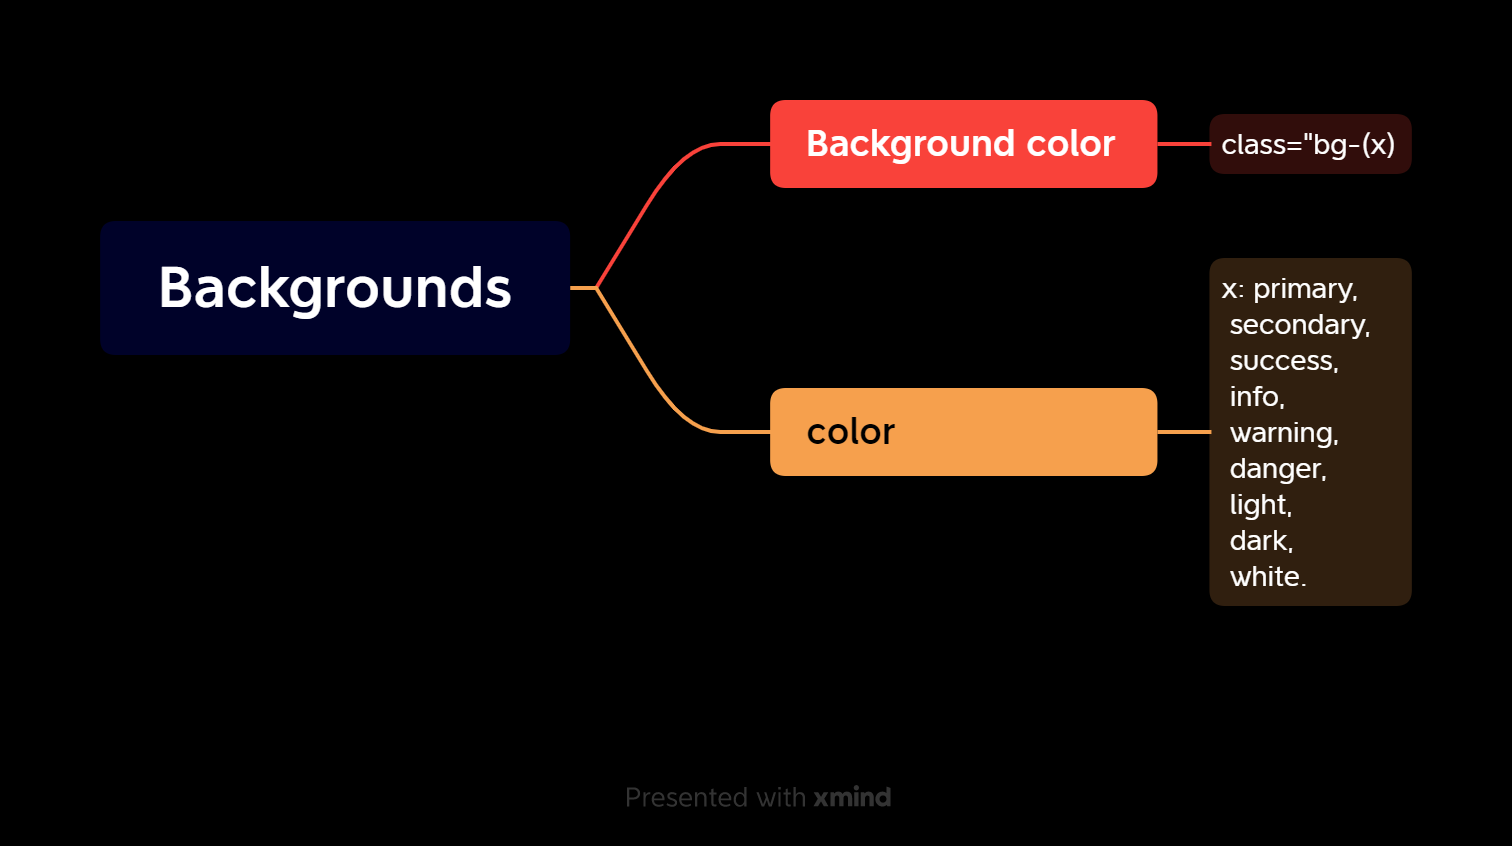 Backgrounds
Background color
class="bg-(x)
color
x: primary,
secondary,
success,
info,
warning,
danger,
light,
dark,
white.
Presented with xmind